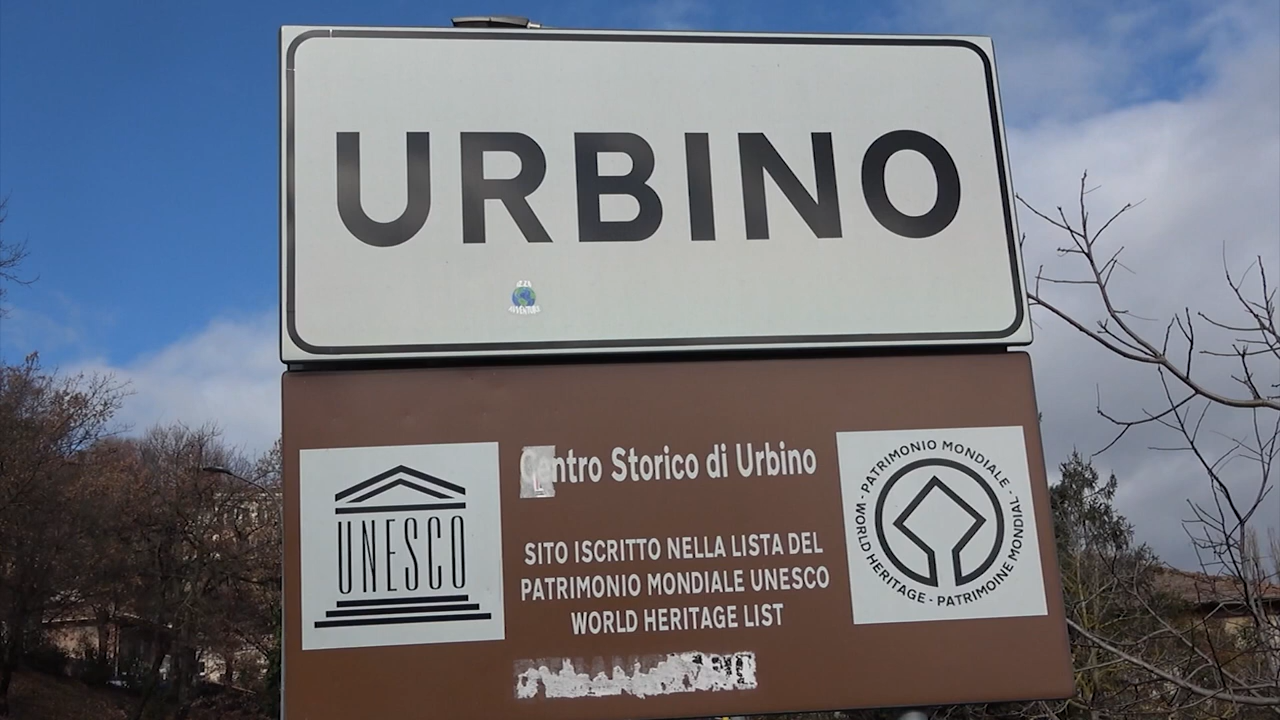 URBINO
AVVENTURE
UNESCO
Centro Storico di Urbino
SITO ISCRITTO NELLA LISTA DEL
PATRIMONIO MONDIALE UNESCO
WORLD HERITAGE LIST
- PATRIMONIO MONDIALE - WORLD HERITAGE - PATRIMOINE MONDIAL